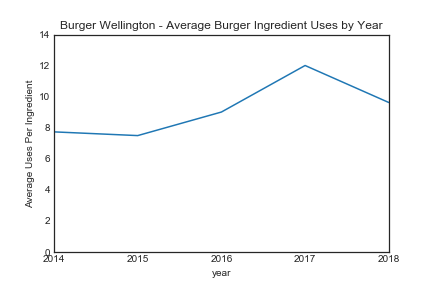 Burger Wellington - Average Burger Ingredient Uses by Year
Average Uses Per Ingredient
14
12
10
8
6
4
2
0
2014 2015 2016 2017 2018
year